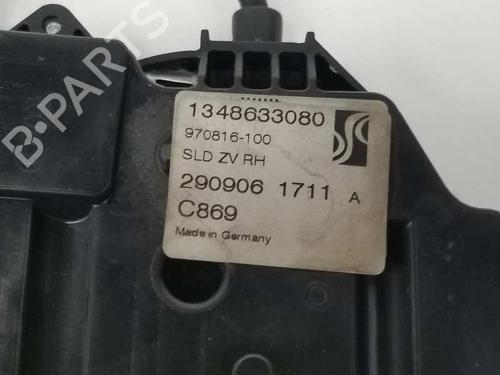 1348633080
970816-100
SLD ZV RH
290906 1711 A
C869
Made in Germany
B-PARTS